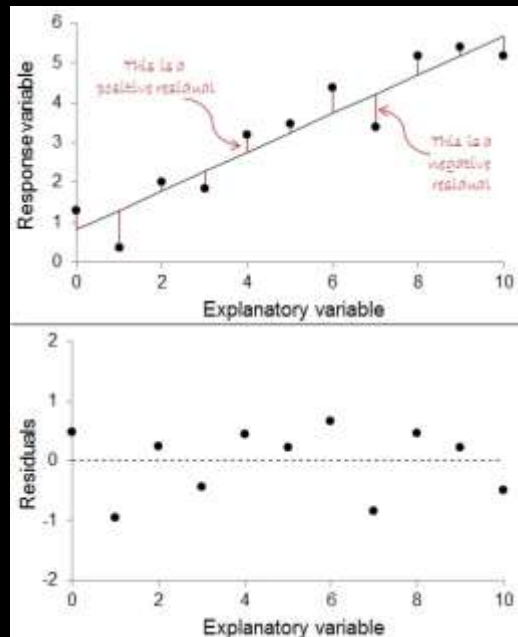 6
5
4
3
2
1
0
Response variable
This is a
positive residual
This is a
negative
residual
0 2 4 6 8 10
Explanatory variable
2
1
0
-1
-2
Residuals
0 2 4 6 8 10
Explanatory variable